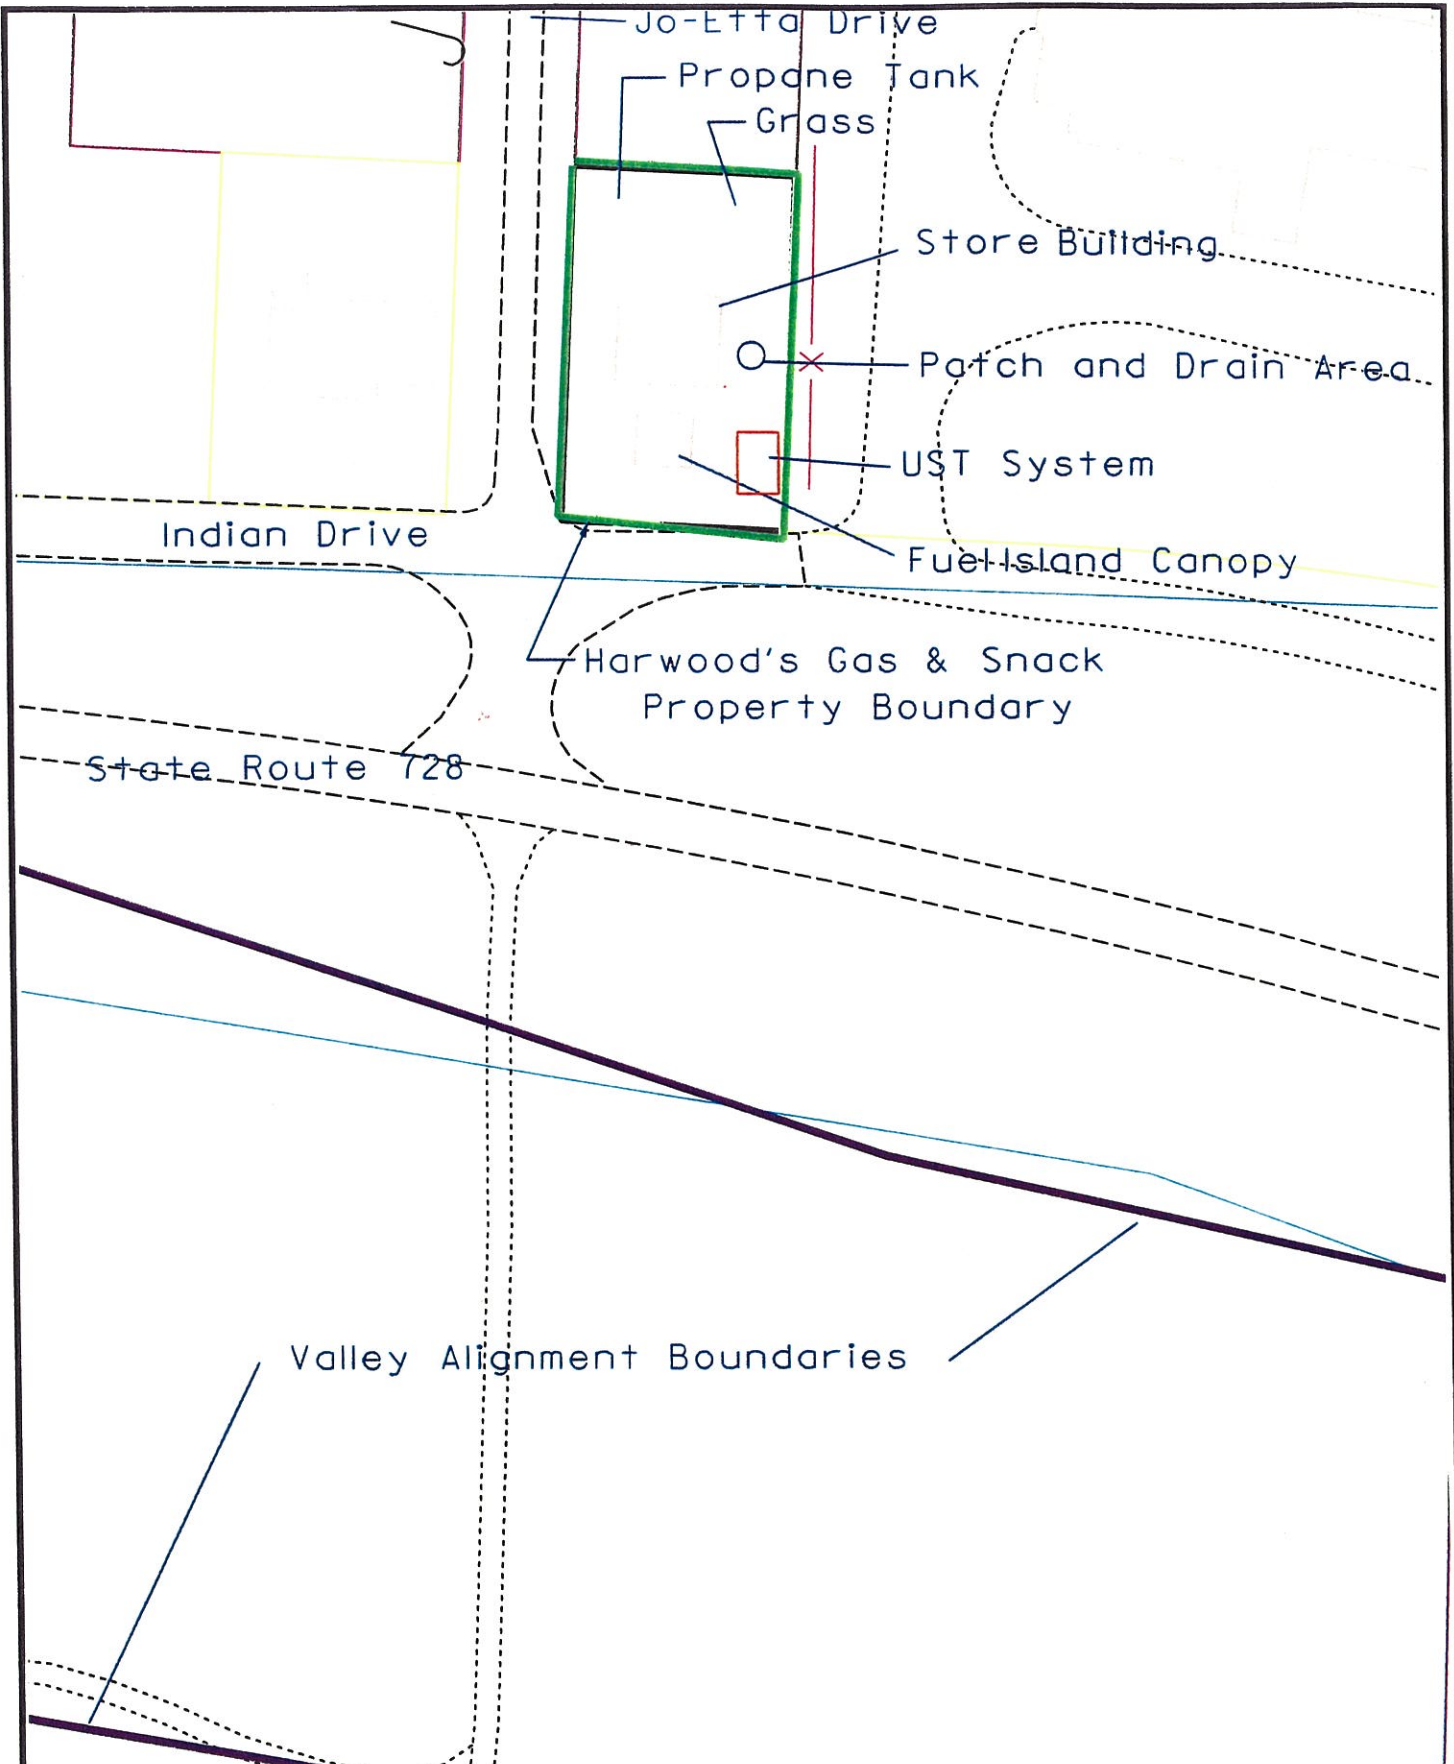 Jo-Etta Drive
Propane Tank
Grass
Store Building
Patch and Drain Area
UST System
Indian Drive
Fuel Island Canopy
Harwood's Gas & Snack
Property Boundary
State Route 728
Valley Alignment Boundaries